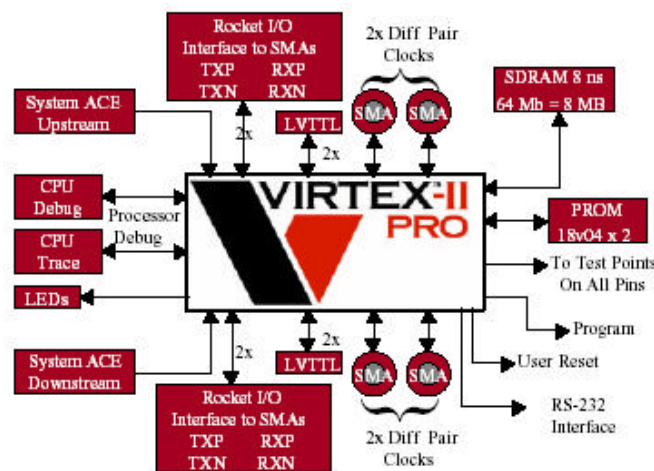 Rocket I/O
Interface to SMAs
TXP RXP
TXN RXN
2x Diff Pair
Clocks
System ACE
Upstream
2x
LVTTL
2x
SMA
SMA
SDRAM 8 ns
64 Mb = 8 MB
CPU
Debug
Processor
Debug
CPU
Trace
LEDs
VIRTEX-II
PRO
PROM
18v04 x 2
To Test Points
On All Pins
Program
User Reset
RS-232
Interface
System ACE
Downstream
2x
LVTTL
2x
SMA
SMA
2x Diff Pair
Clocks
Rocket I/O
Interface to SMAs
TXP RXP
TXN RXN